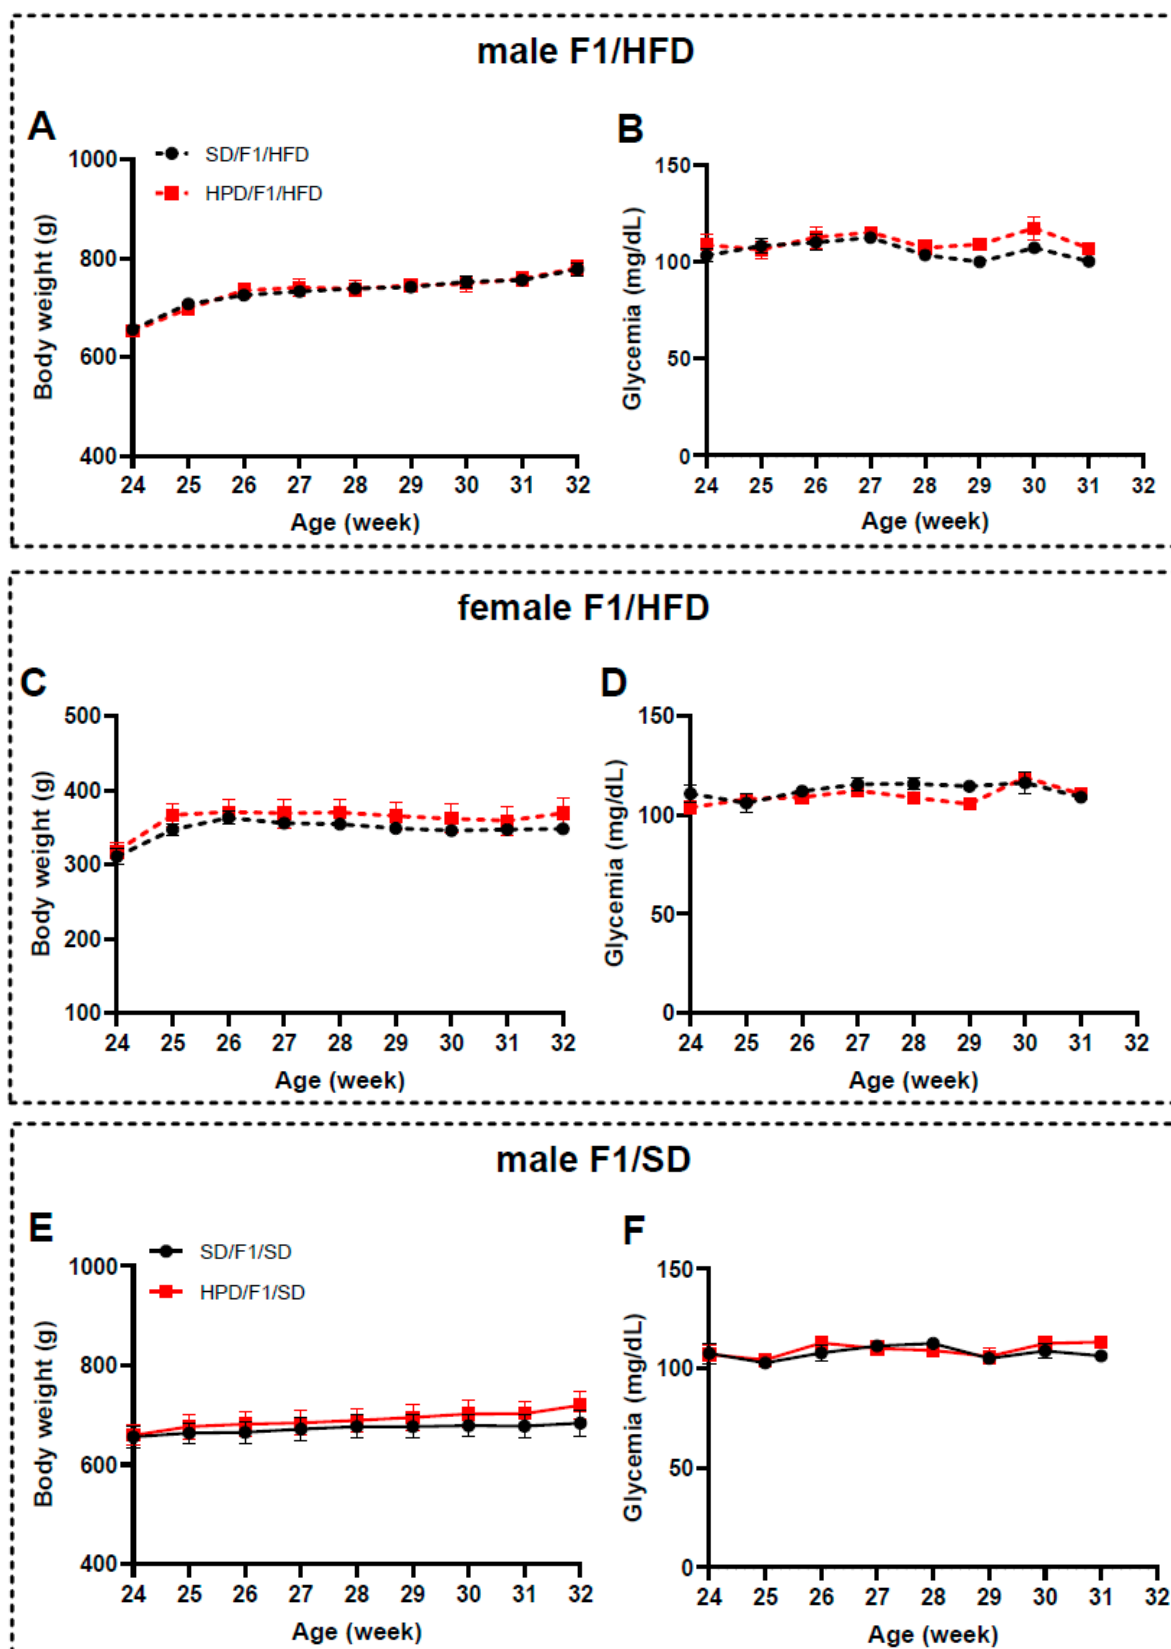 male F1/HFD
A
SD/F1/HFD
HPD/F1/HFD
1000
800
600
400
Body weight (g)
24 25 26 27 28 29 30 31 32
Age (week)
B
150
100
50
0
Glycemia (mg/dL)
24 25 26 27 28 29 30 31 32
Age (week)
female F1/HFD
C
500
400
300
200
100
Body weight (g)
24 25 26 27 28 29 30 31 32
Age (week)
D
150
100
50
0
Glycemia (mg/dL)
24 25 26 27 28 29 30 31 32
Age (week)
male F1/SD
E
SD/F1/SD
HPD/F1/SD
1000
800
600
400
Body weight (g)
24 25 26 27 28 29 30 31 32
Age (week)
F
150
100
50
0
Glycemia (mg/dL)
24 25 26 27 28 29 30 31 32
Age (week)